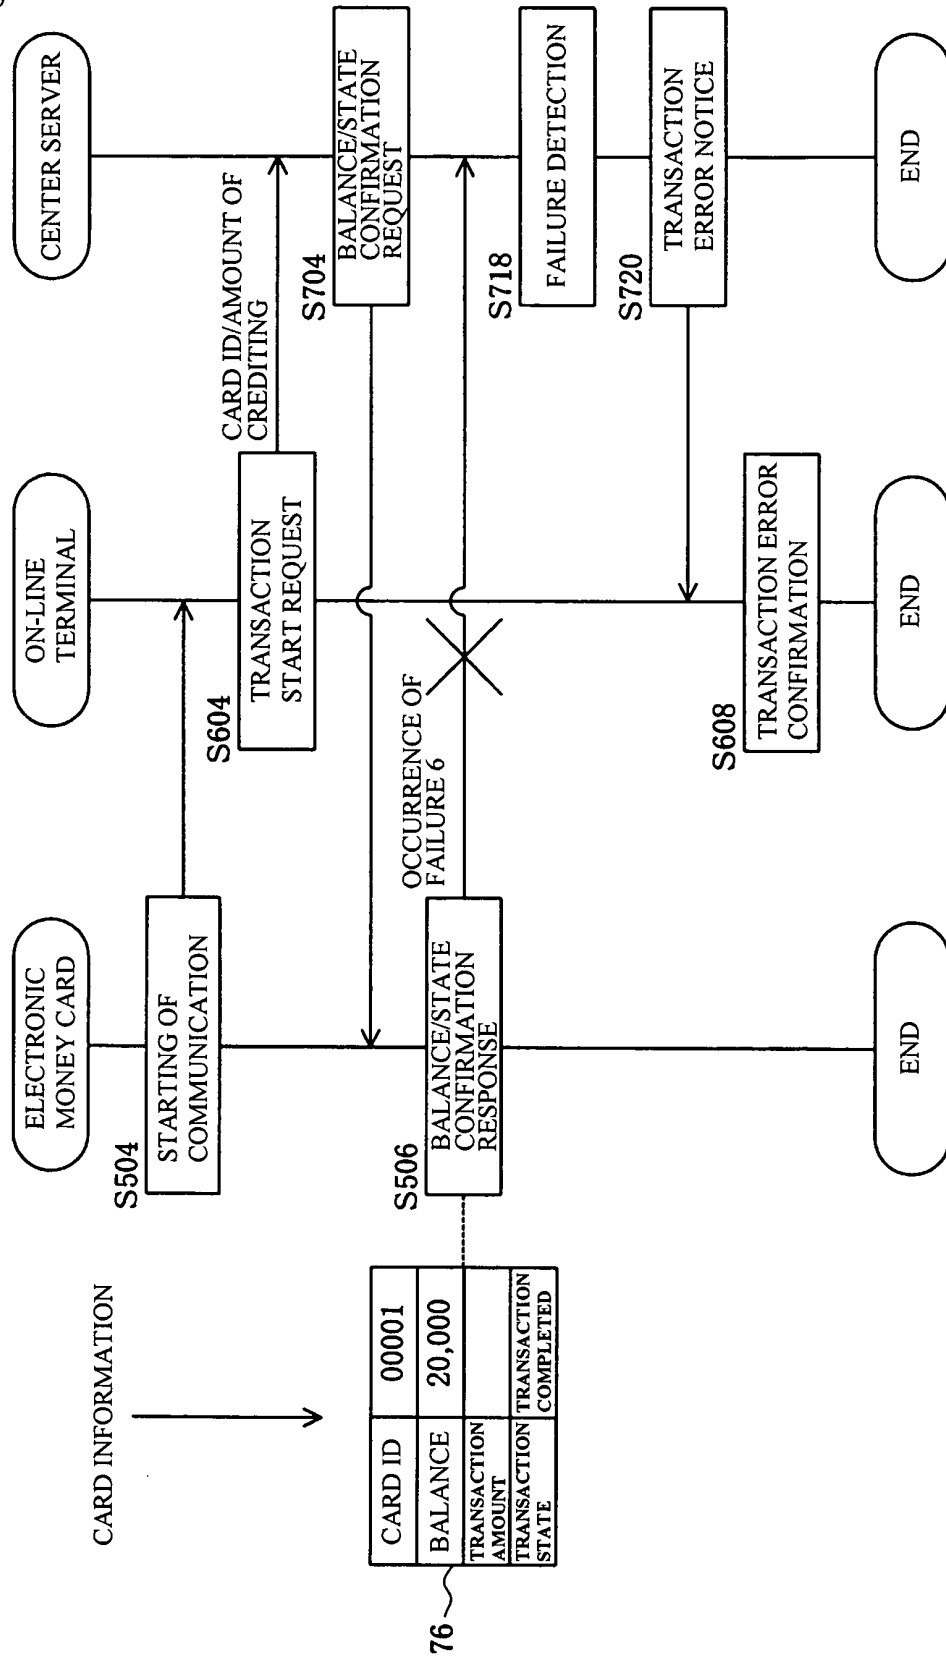 CARD INFORMATION
CARD ID
00001
BALANCE
20,000
TRANSACTION
AMOUNT
TRANSACTION
STATE
TRANSACTION
COMPLETED
76
ELECTRONIC
MONEY CARD
S504
STARTING OF
COMMUNICATION
S506
BALANCE/STATE
CONFIRMATION
RESPONSE
END
OCCURRENCE OF
FAILURE 6
ON-LINE
TERMINAL
S604
TRANSACTION
START REQUEST
S608
TRANSACTION ERROR
CONFIRMATION
END
CARD ID/AMOUNT OF
CREDITING
CENTER SERVER
S704
BALANCE/STATE
CONFIRMATION
REQUEST
S718
FAILURE DETECTION
S720
TRANSACTION
ERROR NOTICE
END